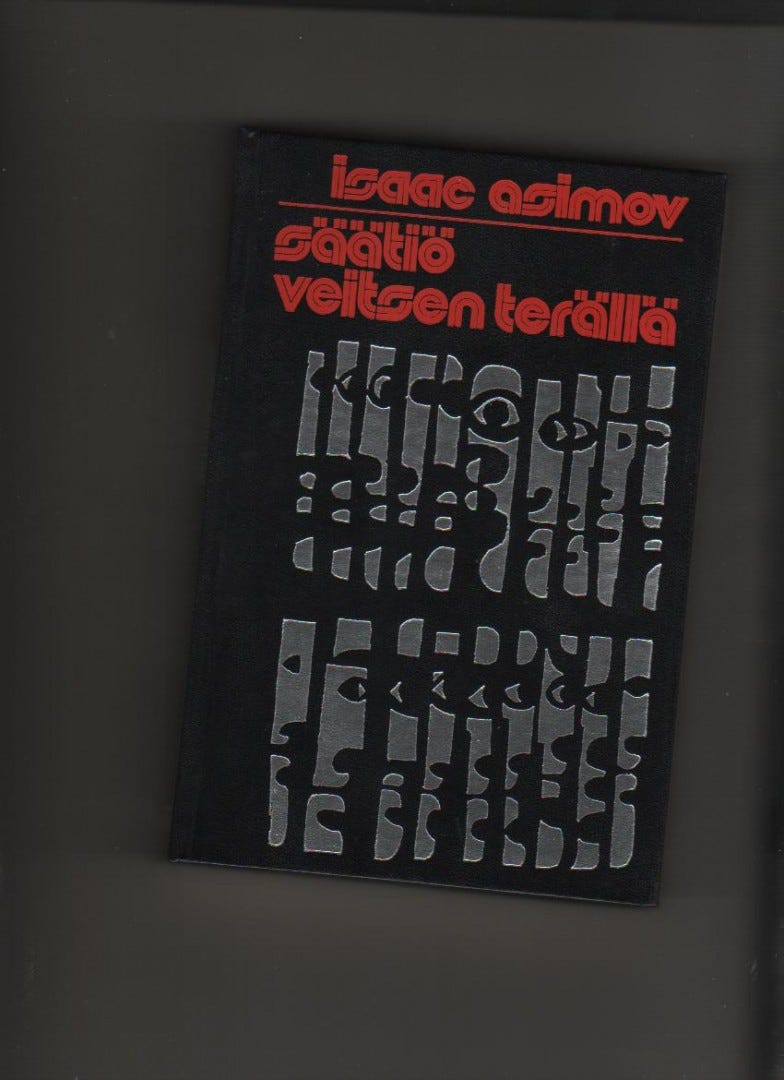 isaac asimov
säätiö
veitsen terällä